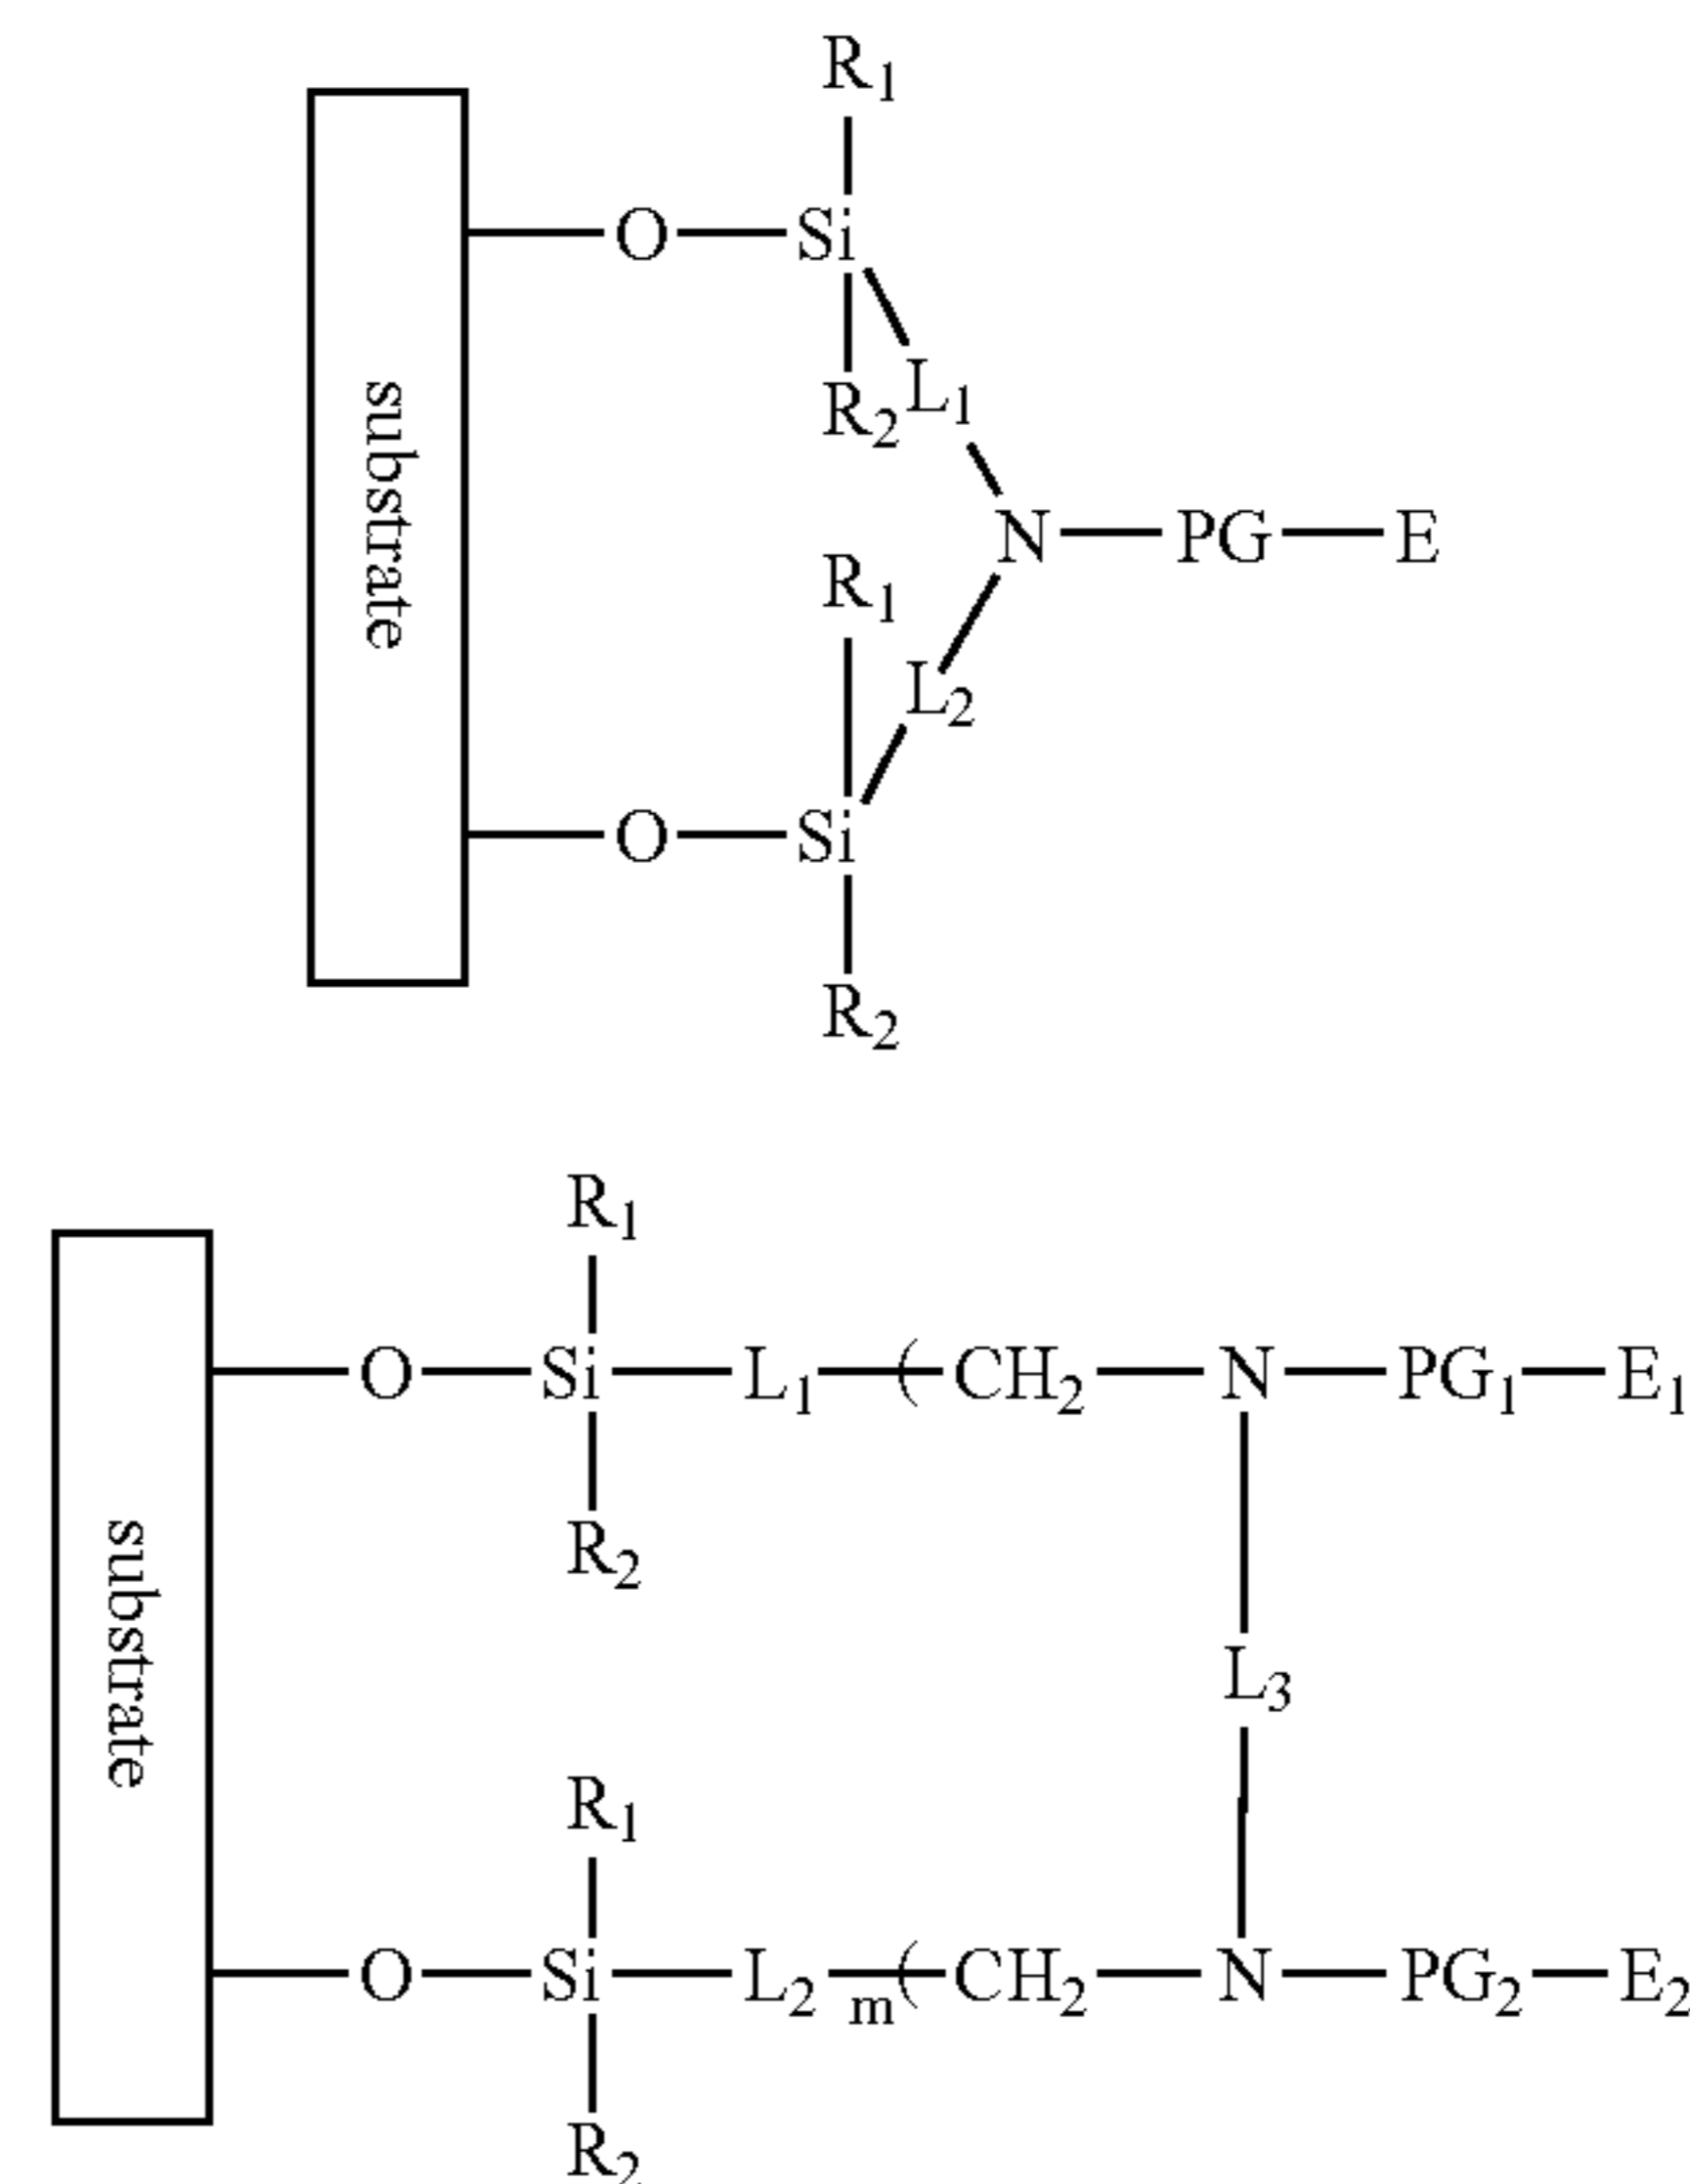 R1
O Si
R2 L1
substrate
N PG E
R1
L2
O Si
R2
R1
O Si L1 ( CH2 N PG1 E1
R2
substrate
L3
R1
O Si L2 m( CH2 N PG2 E2
R2